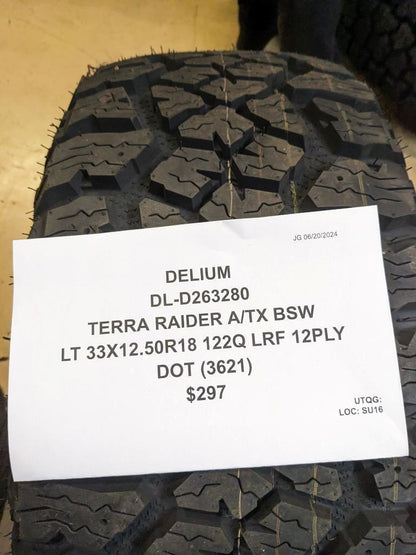 JG 06/20/2024
DELIUM
DL-D263280
TERRA RAIDER A/TX BSW
LT 33X12.50R18 122Q LRF 12PLY
DOT (3621)
$297
UTQG:
LOC: SU16